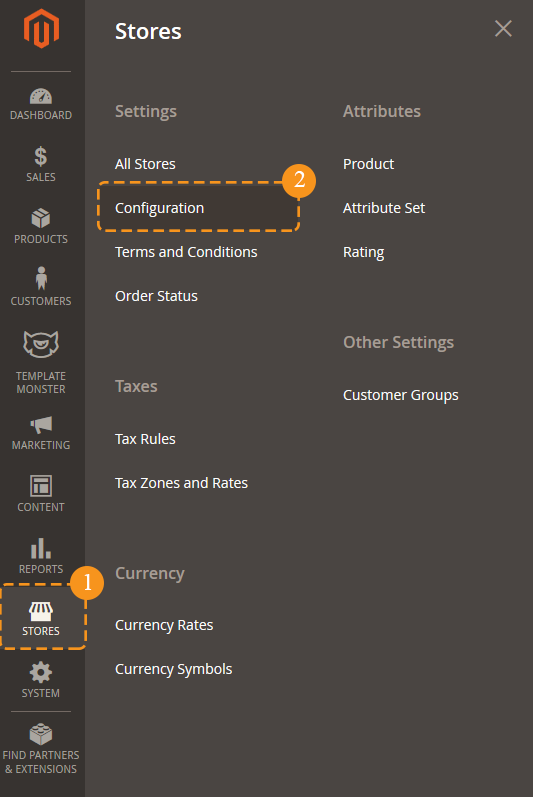 DASHBOARD
SALES
PRODUCTS
CUSTOMERS
TEMPLATE
MONSTER
MARKETING
CONTENT
REPORTS
1
STORES
SYSTEM
FIND PARTNERS
& EXTENSIONS
Stores
Settings
All Stores
2
Configuration
Terms and Conditions
Order Status
Taxes
Tax Rules
Tax Zones and Rates
Currency
Currency Rates
Currency Symbols
Attributes
Product
Attribute Set
Rating
Other Settings
Customer Groups